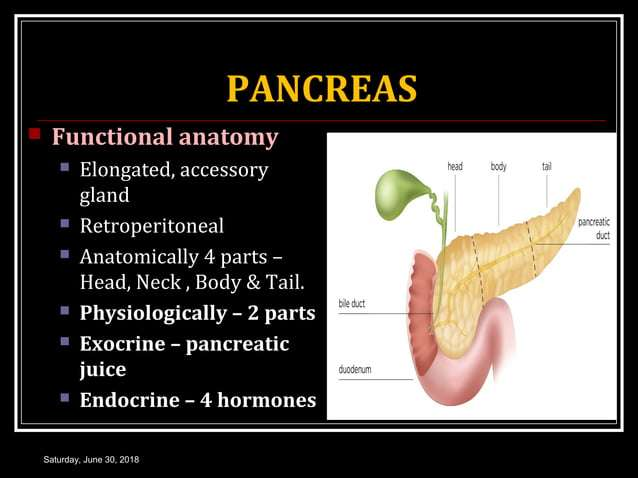 PANCREAS
Functional anatomy
Elongated, accessory
gland
Retroperitoneal
Anatomically 4 parts –
Head, Neck , Body & Tail.
Physiologically – 2 parts
Exocrine – pancreatic
juice
Endocrine – 4 hormones
head body tail
pancreatic
duct
bile duct
duodenum
Saturday, June 30, 2018